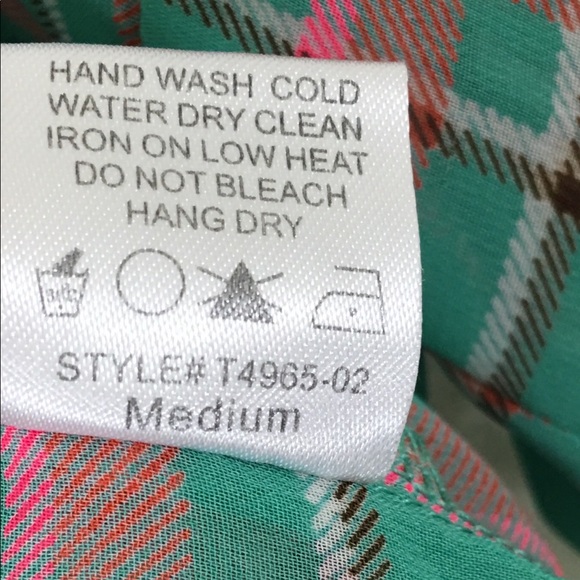 HAND WASH COLD
WATER DRY CLEAN
IRON ON LOW HEAT
DO NOT BLEACH
HANG DRY
STYLE# T4965-02
Medium